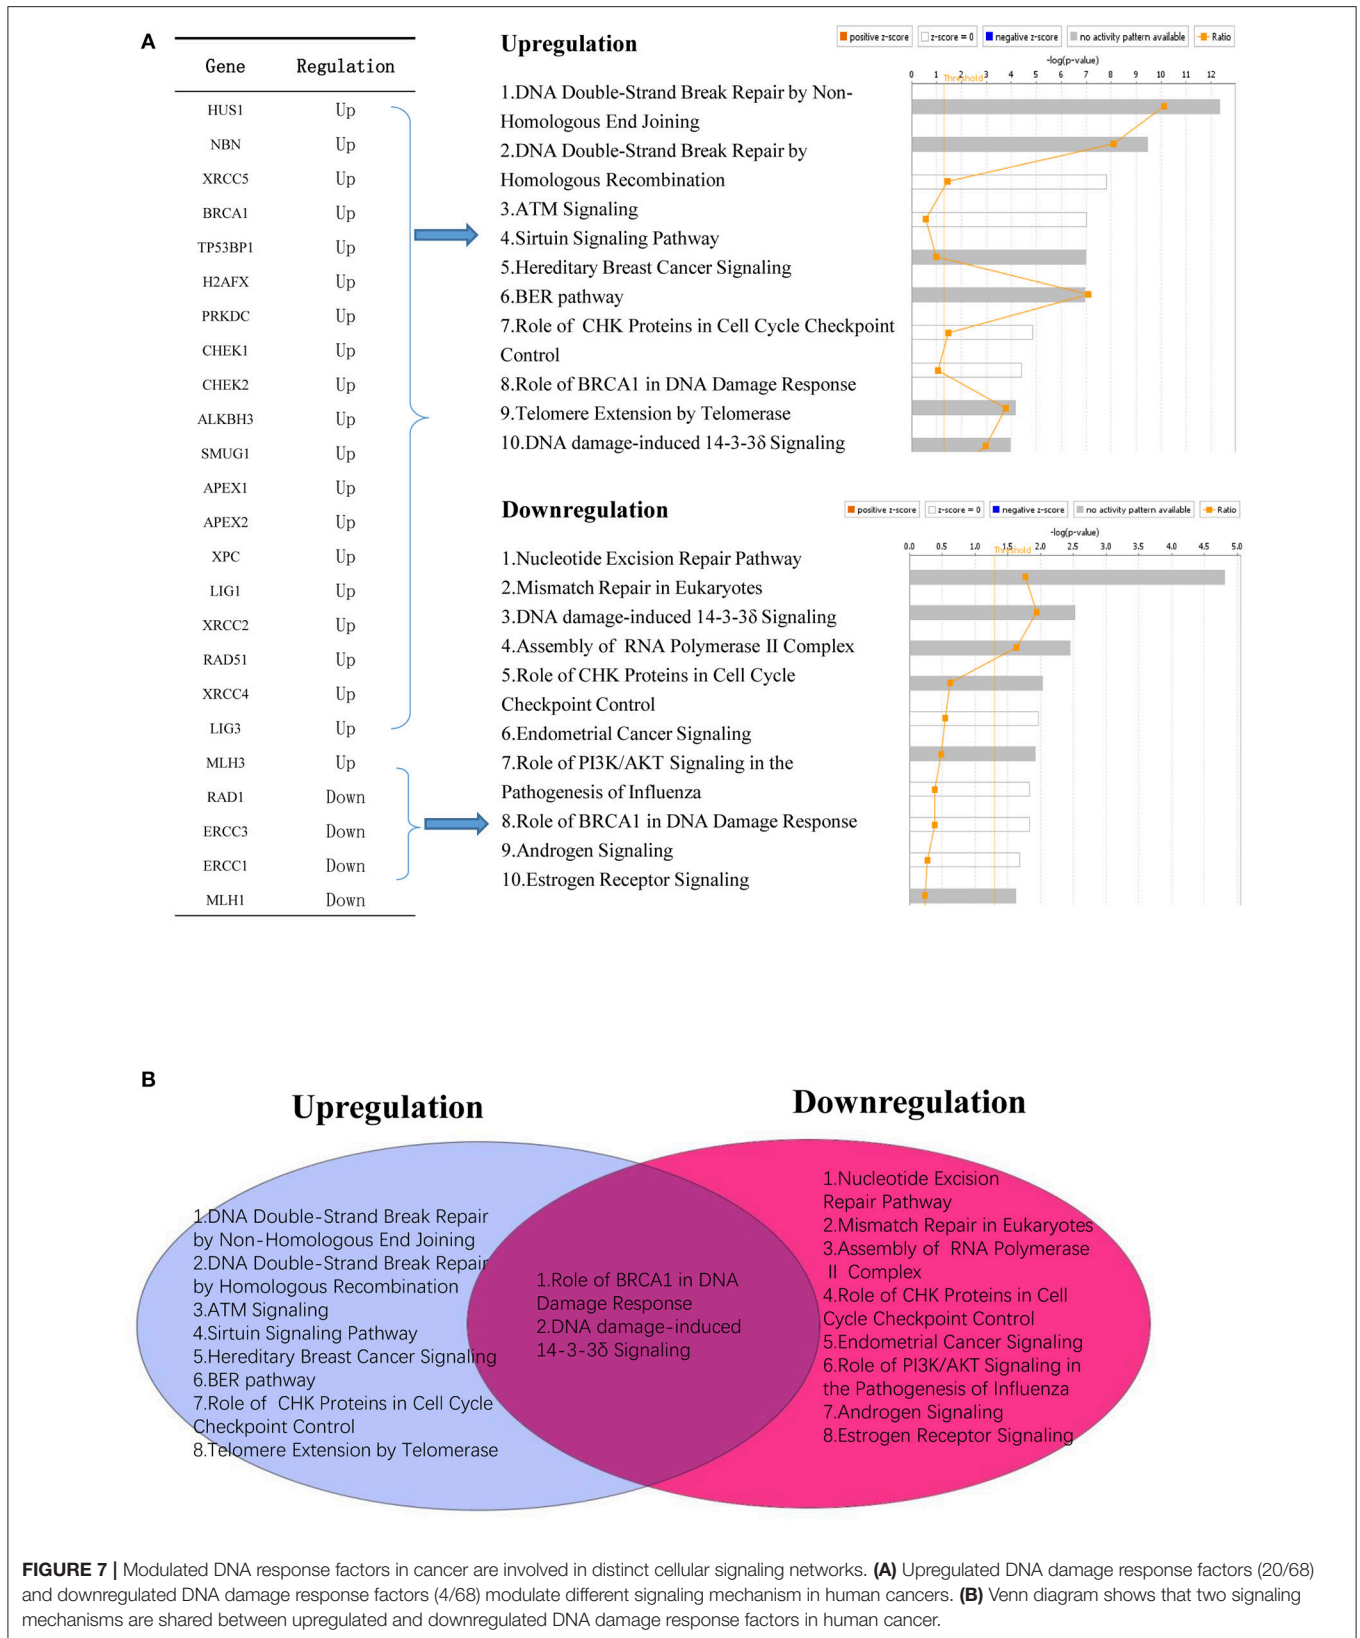 A
Gene Regulation
HUS1 Up
NBN Up
XRCC5 Up
BRCA1 Up
TP53BP1 Up
H2AFX Up
PRKDC Up
CHEK1 Up
CHEK2 Up
ALKBH3 Up
SMUG1 Up
APEX1 Up
APEX2 Up
XPC Up
LIG1 Up
XRCC2 Up
RAD51 Up
XRCC4 Up
LIG3 Up
MLH3 Up
RAD1 Down
ERCC3 Down
ERCC1 Down
MLH1 Down
Upregulation
1.DNA Double-Strand Break Repair by Non-
Homologous End Joining
2.DNA Double-Strand Break Repair by
Homologous Recombination
3.ATM Signaling
4.Sirtuin Signaling Pathway
5.Hereditary Breast Cancer Signaling
6.BER pathway
7.Role of CHK Proteins in Cell Cycle Checkpoint
Control
8.Role of BRCA1 in DNA Damage Response
9.Telomere Extension by Telomerase
10.DNA damage-induced 14-3-3δ Signaling
positive z-score z-score = 0 negative z-score no activity pattern available Ratio
-log(p-value)
0 1 2 3 4 5 6 7 8 9 10 11 12
Threshold
Downregulation
1.Nucleotide Excision Repair Pathway
2.Mismatch Repair in Eukaryotes
3.DNA damage-induced 14-3-3δ Signaling
4.Assembly of RNA Polymerase II Complex
5.Role of CHK Proteins in Cell Cycle
Checkpoint Control
6.Endometrial Cancer Signaling
7.Role of PI3K/AKT Signaling in the
Pathogenesis of Influenza
8.Role of BRCA1 in DNA Damage Response
9.Androgen Signaling
10.Estrogen Receptor Signaling
positive z-score z-score = 0 negative z-score no activity pattern available Ratio
-log(p-value)
0.0 0.5 1.0 1.5 2.0 2.5 3.0 3.5 4.0 4.5 5.0
Threshold
B
Upregulation
Downregulation
1.DNA Double-Strand Break Repair
by Non-Homologous End Joining
2.DNA Double-Strand Break Repair
by Homologous Recombination
3.ATM Signaling
4.Sirtuin Signaling Pathway
5.Hereditary Breast Cancer Signaling
6.BER pathway
7.Role of CHK Proteins in Cell Cycle
Checkpoint Control
8.Telomere Extension by Telomerase
1.Role of BRCA1 in DNA
Damage Response
2.DNA damage-induced
14-3-3δ Signaling
1.Nucleotide Excision
Repair Pathway
2.Mismatch Repair in Eukaryotes
3.Assembly of RNA Polymerase
II Complex
4.Role of CHK Proteins in Cell
Cycle Checkpoint Control
5.Endometrial Cancer Signaling
6.Role of PI3K/AKT Signaling in
the Pathogenesis of Influenza
7.Androgen Signaling
8.Estrogen Receptor Signaling
FIGURE 7 | Modulated DNA response factors in cancer are involved in distinct cellular signaling networks. (A) Upregulated DNA damage response factors (20/68)
and downregulated DNA damage response factors (4/68) modulate different signaling mechanism in human cancers. (B) Venn diagram shows that two signaling
mechanisms are shared between upregulated and downregulated DNA damage response factors in human cancer.